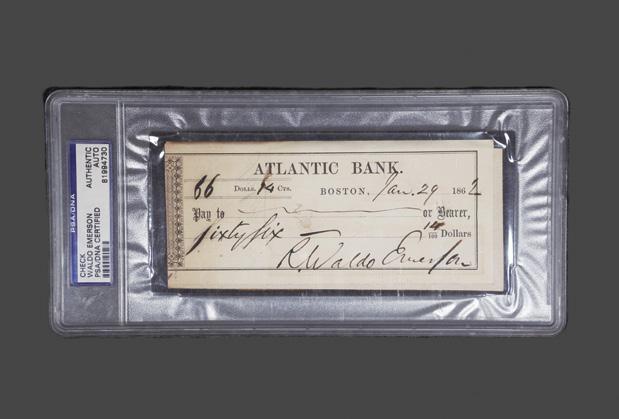 PSA/DNA
CHECK AUTHENTIC
WALDO EMERSON AUTO
PSA/DNA CERTIFIED 81994730
ATLANTIC BANK.
66 DOLLS. 14 CTS. BOSTON, Jan. 29 1862
Pay to or Bearer,
Sixty six 14/100 Dollars
R. Waldo Emerson